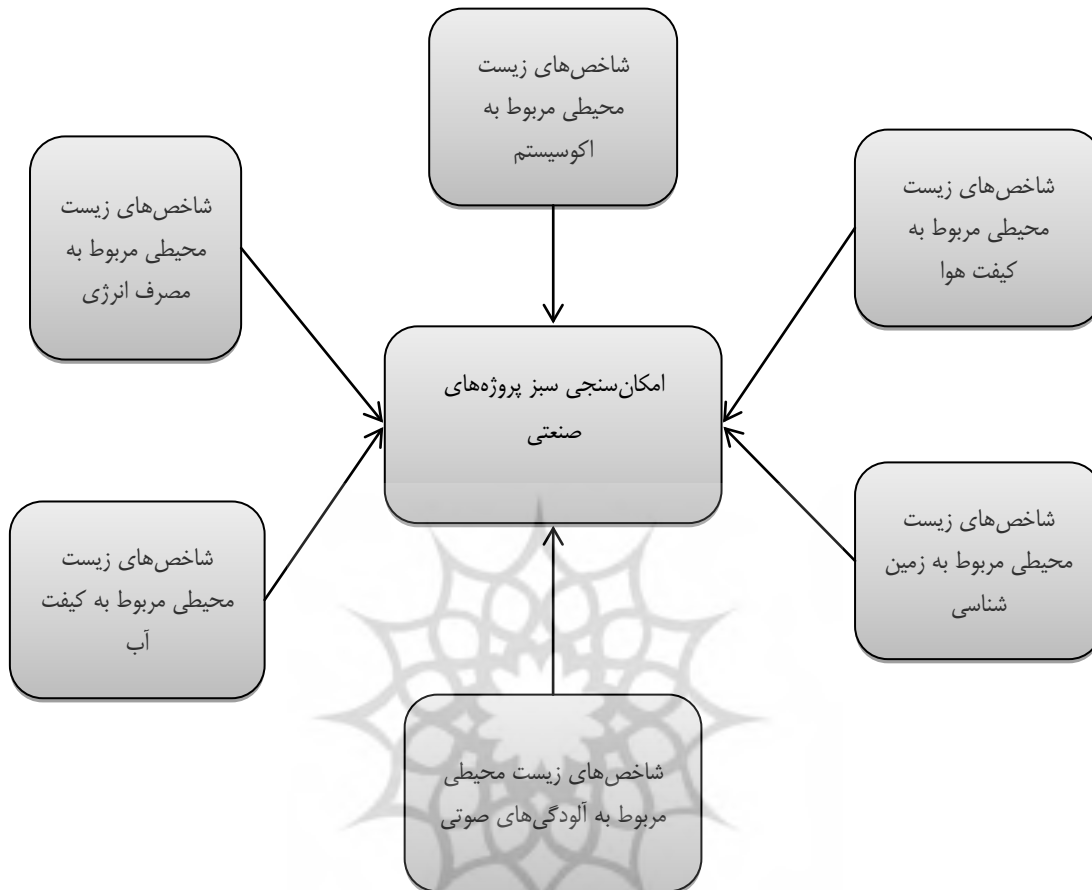 شاخص‌های زیست
محیطی مربوط به
اکوسیستم
شاخص‌های زیست
محیطی مربوط به
کیفت هوا
شاخص‌های زیست
محیطی مربوط به
مصرف انرژی
امکان‌سنجی سبز پروژه‌های
صنعتی
شاخص‌های زیست
محیطی مربوط به زمین
شناسی
شاخص‌های زیست
محیطی مربوط به کیفت
آب
شاخص‌های زیست محیطی
مربوط به آلودگی‌های صوتی